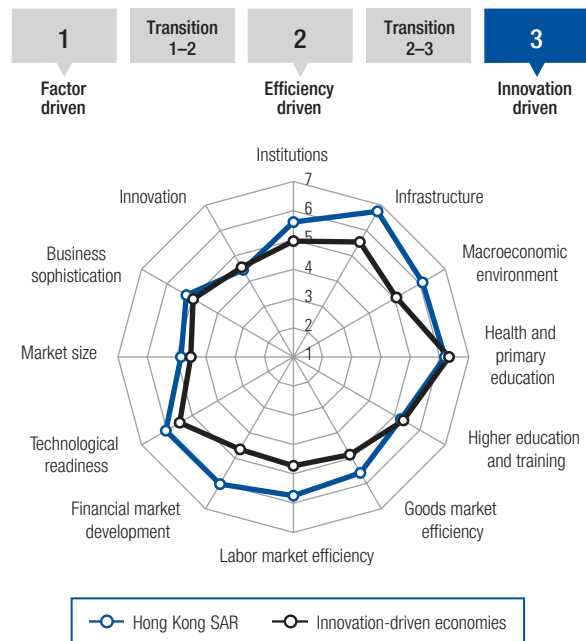 1
Transition
1–2
2
Transition
2–3
3
Factor
driven
Efficiency
driven
Innovation
driven
Institutions
Infrastructure
Macroeconomic
environment
Health and
primary
education
Higher education
and training
Goods market
efficiency
Labor market efficiency
Financial market
development
Technological
readiness
Market size
Business
sophistication
Innovation
7
6
5
4
3
2
1
Hong Kong SAR
Innovation-driven economies